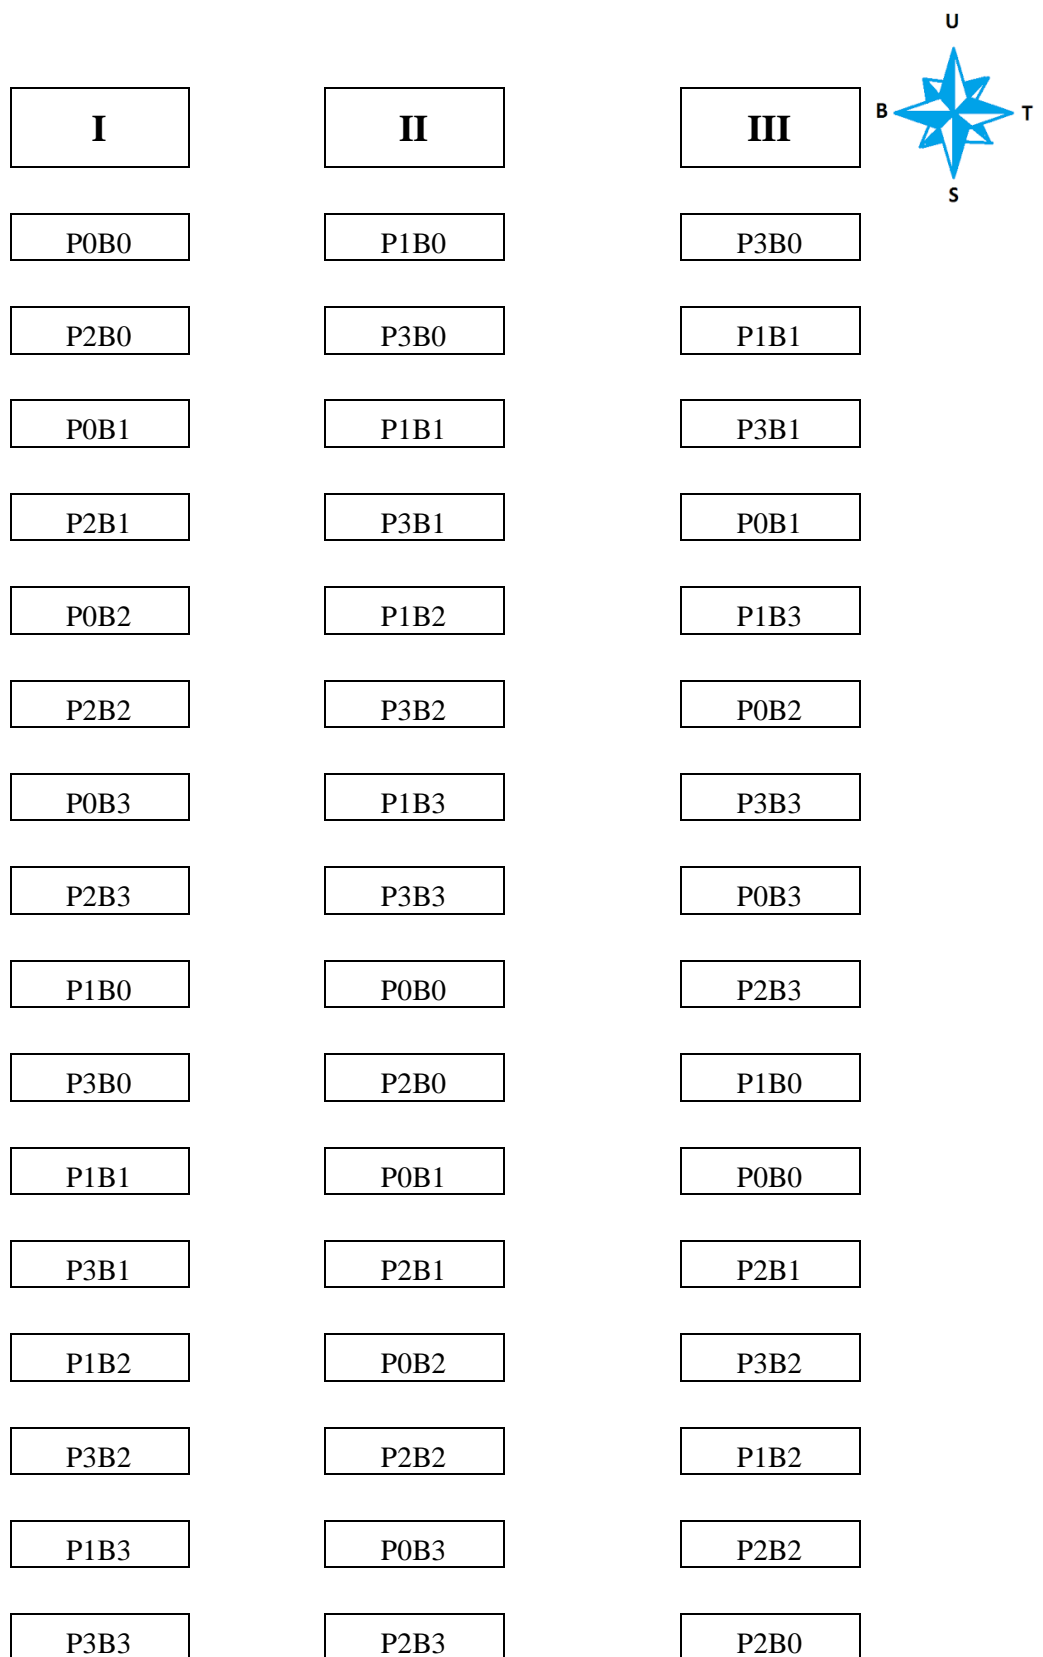 U
B T
S
I II III
P0B0 P1B0 P3B0
P2B0 P3B0 P1B1
P0B1 P1B1 P3B1
P2B1 P3B1 P0B1
P0B2 P1B2 P1B3
P2B2 P3B2 P0B2
P0B3 P1B3 P3B3
P2B3 P3B3 P0B3
P1B0 P0B0 P2B3
P3B0 P2B0 P1B0
P1B1 P0B1 P0B0
P3B1 P2B1 P2B1
P1B2 P0B2 P3B2
P3B2 P2B2 P1B2
P1B3 P0B3 P2B2
P3B3 P2B3 P2B0